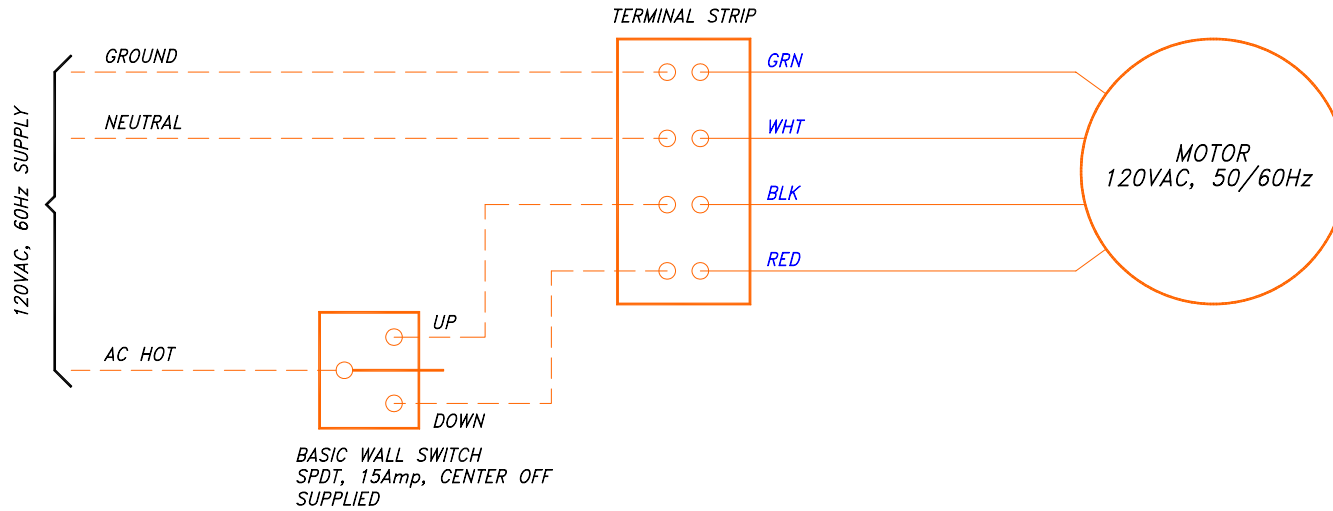 TERMINAL STRIP
GROUND
GRN
NEUTRAL
WHT
120VAC, 60Hz SUPPLY
MOTOR
120VAC, 50/60Hz
BLK
RED
UP
AC HOT
DOWN
BASIC WALL SWITCH
SPDT, 15Amp, CENTER OFF
SUPPLIED